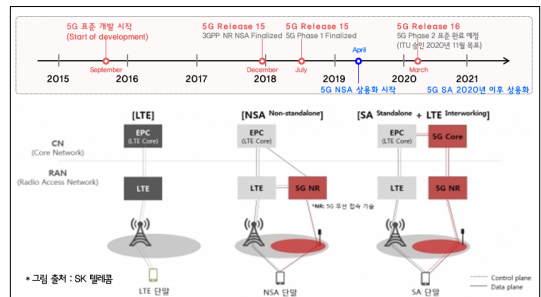 5G 표준 개발 시작
(Start of development)
5G Release 15
3GPP NR NSA Finalized
5G Release 15
5G Phase 1 Finalized
5G Release 16
5G Phase 2 표준 완료 예정
(ITU 승인 2020년 11월 목표)
April
2015 2016 2017 2018 2019 2020 2021
September
December
July
March
5G NSA 상용화 시작
5G SA 2020년 이후 상용화
[LTE]
[NSA Non-standalone]
[SA Standalone + LTE Interworking]
CN
(Core Network)
EPC
(LTE Core)
EPC
(LTE Core)
EPC
(LTE Core)
5G Core
RAN
(Radio Access Network)
LTE
LTE
5G NR
LTE
5G NR
*NR: 5G 무선 접속 기술
* 그림 출처 : SK 텔레콤
LTE 단말
NSA 단말
SA 단말
Control plane
Data plane